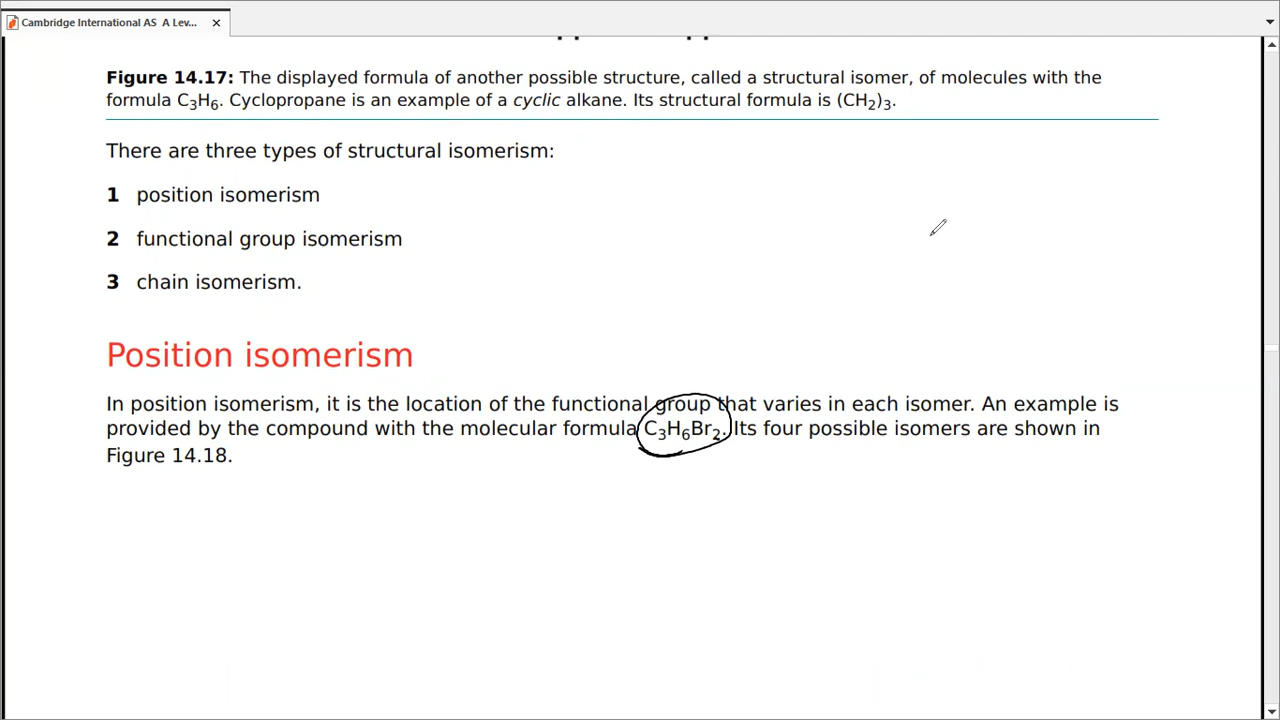 Cambridge International AS  A Lev...
Figure 14.17: The displayed formula of another possible structure, called a structural isomer, of molecules with the
formula C₃H₆. Cyclopropane is an example of a cyclic alkane. Its structural formula is (CH₂)₃.
There are three types of structural isomerism:
1 position isomerism
2 functional group isomerism
3 chain isomerism.
Position isomerism
In position isomerism, it is the location of the functional group that varies in each isomer. An example is
provided by the compound with the molecular formula C₃H₆Br₂. Its four possible isomers are shown in
Figure 14.18.